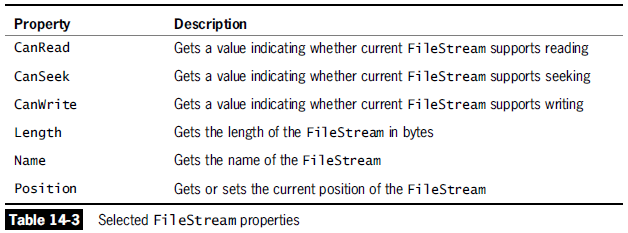 Property Description
CanRead Gets a value indicating whether current FileStream supports reading
CanSeek Gets a value indicating whether current FileStream supports seeking
CanWrite Gets a value indicating whether current FileStream supports writing
Length Gets the length of the FileStream in bytes
Name Gets the name of the FileStream
Position Gets or sets the current position of the FileStream
Table 14-3 Selected FileStream properties